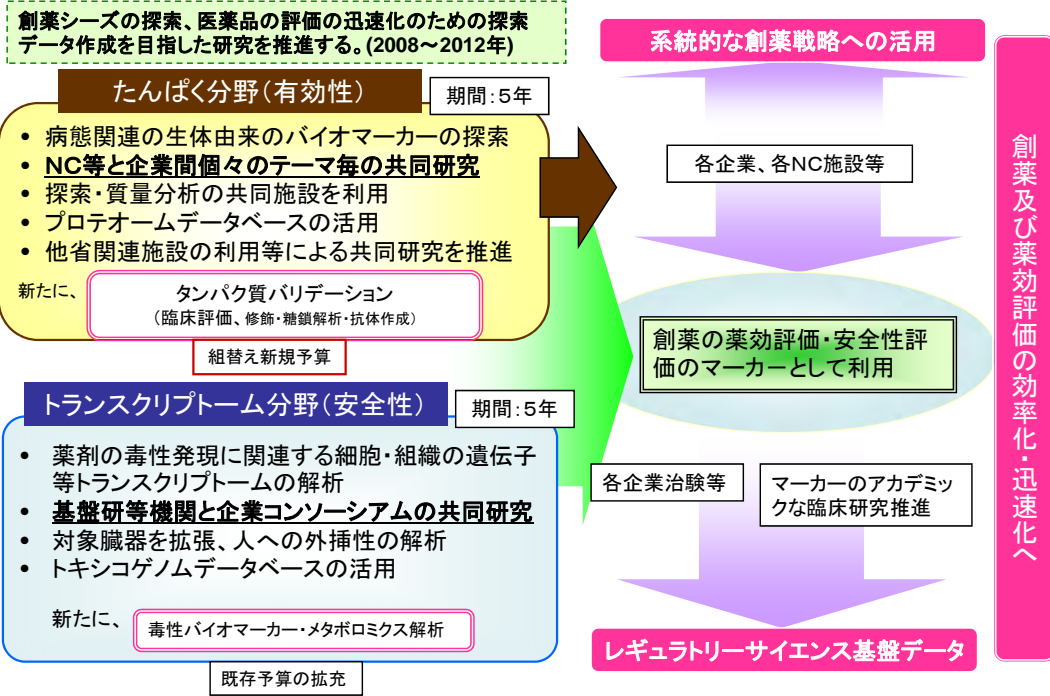 創薬シーズの探索、医薬品の評価の迅速化のための探索
データ作成を目指した研究を推進する。(2008～2012年)
たんぱく分野(有効性)
期間:5年
• 病態関連の生体由来のバイオマーカーの探索
• NC等と企業間個々のテーマ毎の共同研究
• 探索・質量分析の共同施設を利用
• プロテオームデータベースの活用
• 他省関連施設の利用等による共同研究を推進
新たに、
タンパク質バリデーション
(臨床評価、修飾・糖鎖解析・抗体作成)
組替え新規予算
トランスクリプトーム分野(安全性)
期間:5年
• 薬剤の毒性発現に関連する細胞・組織の遺伝子
等トランスクリプトームの解析
• 基盤研等機関と企業コンソーシアムの共同研究
• 対象臓器を拡張、人への外挿性の解析
• トキシコゲノムデータベースの活用
新たに、
毒性バイオマーカー・メタボロミクス解析
既存予算の拡充
系統的な創薬戦略への活用
各企業、各NC施設等
創薬の薬効評価・安全性評
価のマーカーとして利用
各企業治験等
マーカーのアカデミッ
クな臨床研究推進
レギュラトリーサイエンス基盤データ
創薬及び薬効評価の効率化・迅速化へ